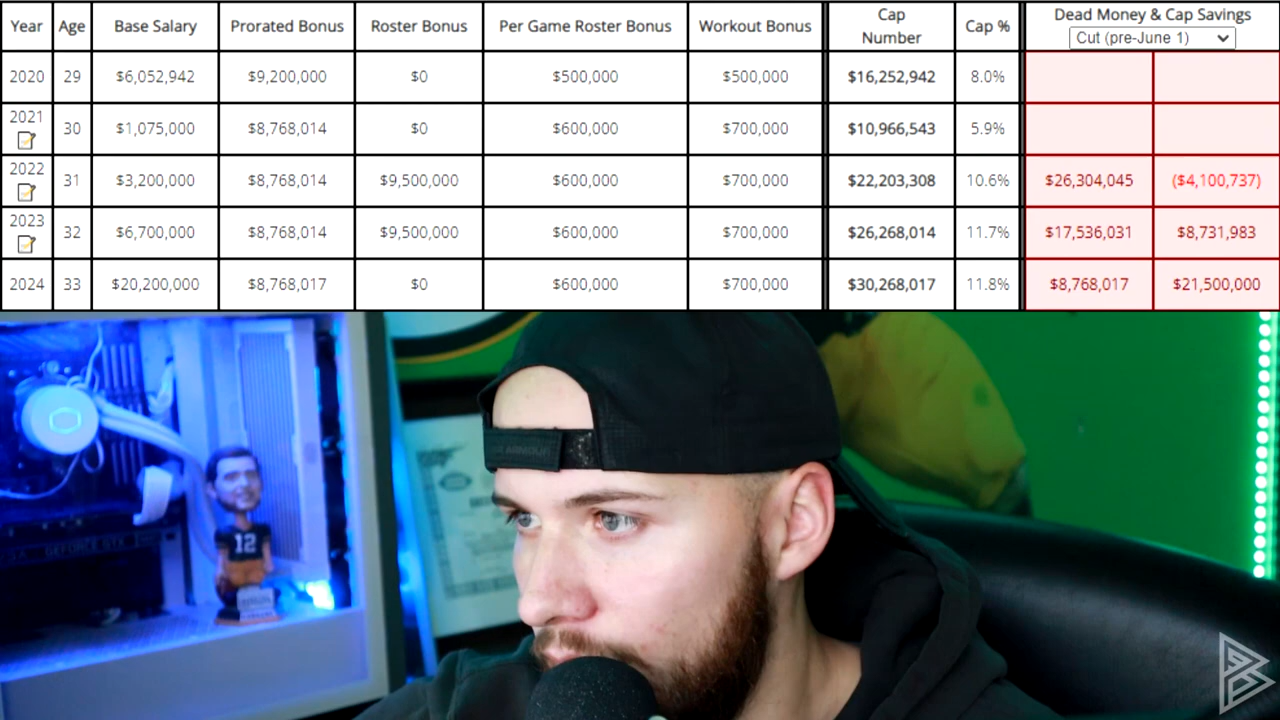 Year Age Base Salary Prorated Bonus Roster Bonus Per Game Roster Bonus Workout Bonus Cap Number Cap % Dead Money & Cap Savings
Cut (pre-June 1)
2020 29 $6,052,942 $9,200,000 $0 $500,000 $500,000 $16,252,942 8.0%
2021 30 $1,075,000 $8,768,014 $0 $600,000 $700,000 $10,966,543 5.9%
2022 31 $3,200,000 $8,768,014 $9,500,000 $600,000 $700,000 $22,203,308 10.6% $26,304,045 ($4,100,737)
2023 32 $6,700,000 $8,768,014 $9,500,000 $600,000 $700,000 $26,268,014 11.7% $17,536,031 $8,731,983
2024 33 $20,200,000 $8,768,017 $0 $600,000 $700,000 $30,268,017 11.8% $8,768,017 $21,500,000
12
GEFORCE GTX